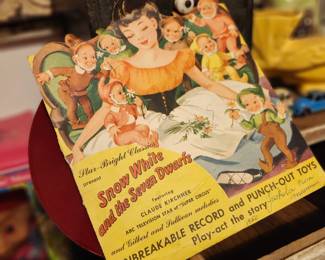 Star-Bright Classics
presents
Snow White
and the Seven Dwarfs
featuring
CLAUDE KIRCHNER
ABC TELEVISION STAR of "SUPER CIRCUS"
and Gilbert and Sullivan melodies
UNBREAKABLE RECORD and PUNCH-OUT TOYS
Play-act the story